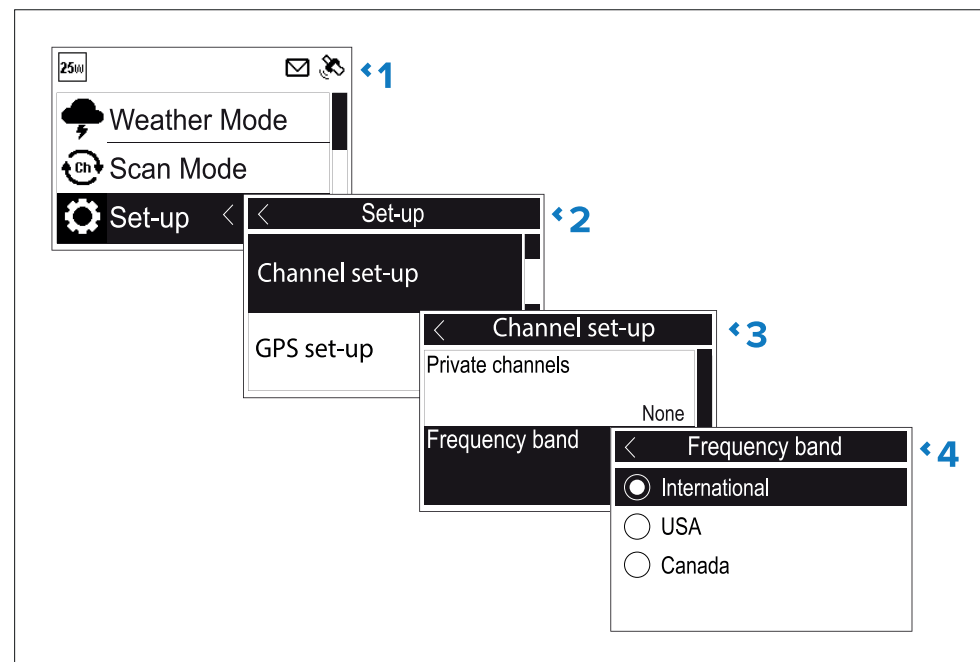 25W
1
Weather Mode
Ch Scan Mode
Set-up <
< Set-up
2
Channel set-up
GPS set-up
< Channel set-up
3
Private channels
None
Frequency band
< Frequency band
4
International
USA
Canada